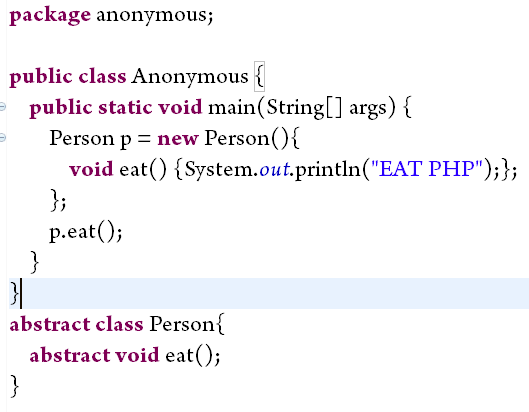 package anonymous;
public class Anonymous {
public static void main(String[] args) {
Person p = new Person(){
void eat() {System.out.println("EAT PHP");};
};
p.eat();
}
}
abstract class Person{
abstract void eat();
}